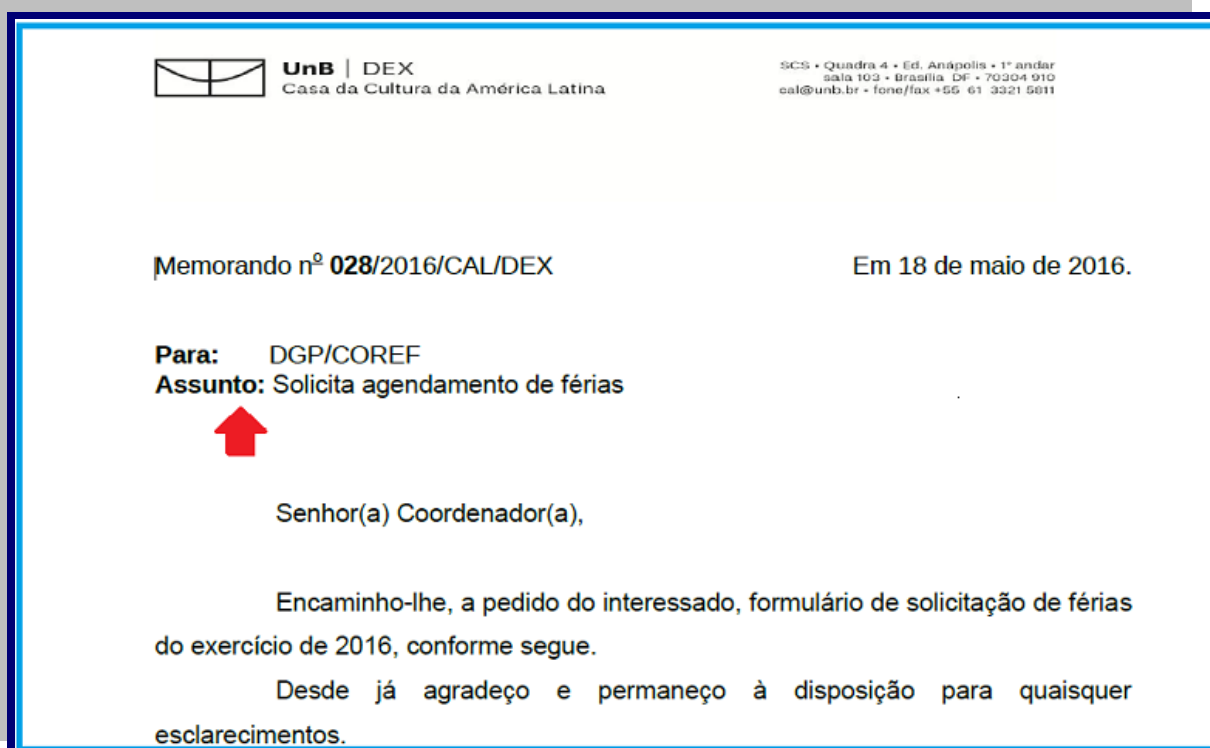 UnB | DEX
Casa da Cultura da América Latina
SCS • Quadra 4 • Ed. Anápolis • 1º andar
sala 103 • Brasília DF • 70304 910
cal@unb.br • fone/fax +55 61 3321 5811
Memorando nº 028/2016/CAL/DEX
Em 18 de maio de 2016.
Para: DGP/COREF
Assunto: Solicita agendamento de férias
Senhor(a) Coordenador(a),
Encaminho-lhe, a pedido do interessado, formulário de solicitação de férias
do exercício de 2016, conforme segue.
Desde já agradeço e permaneço à disposição para quaisquer
esclarecimentos.